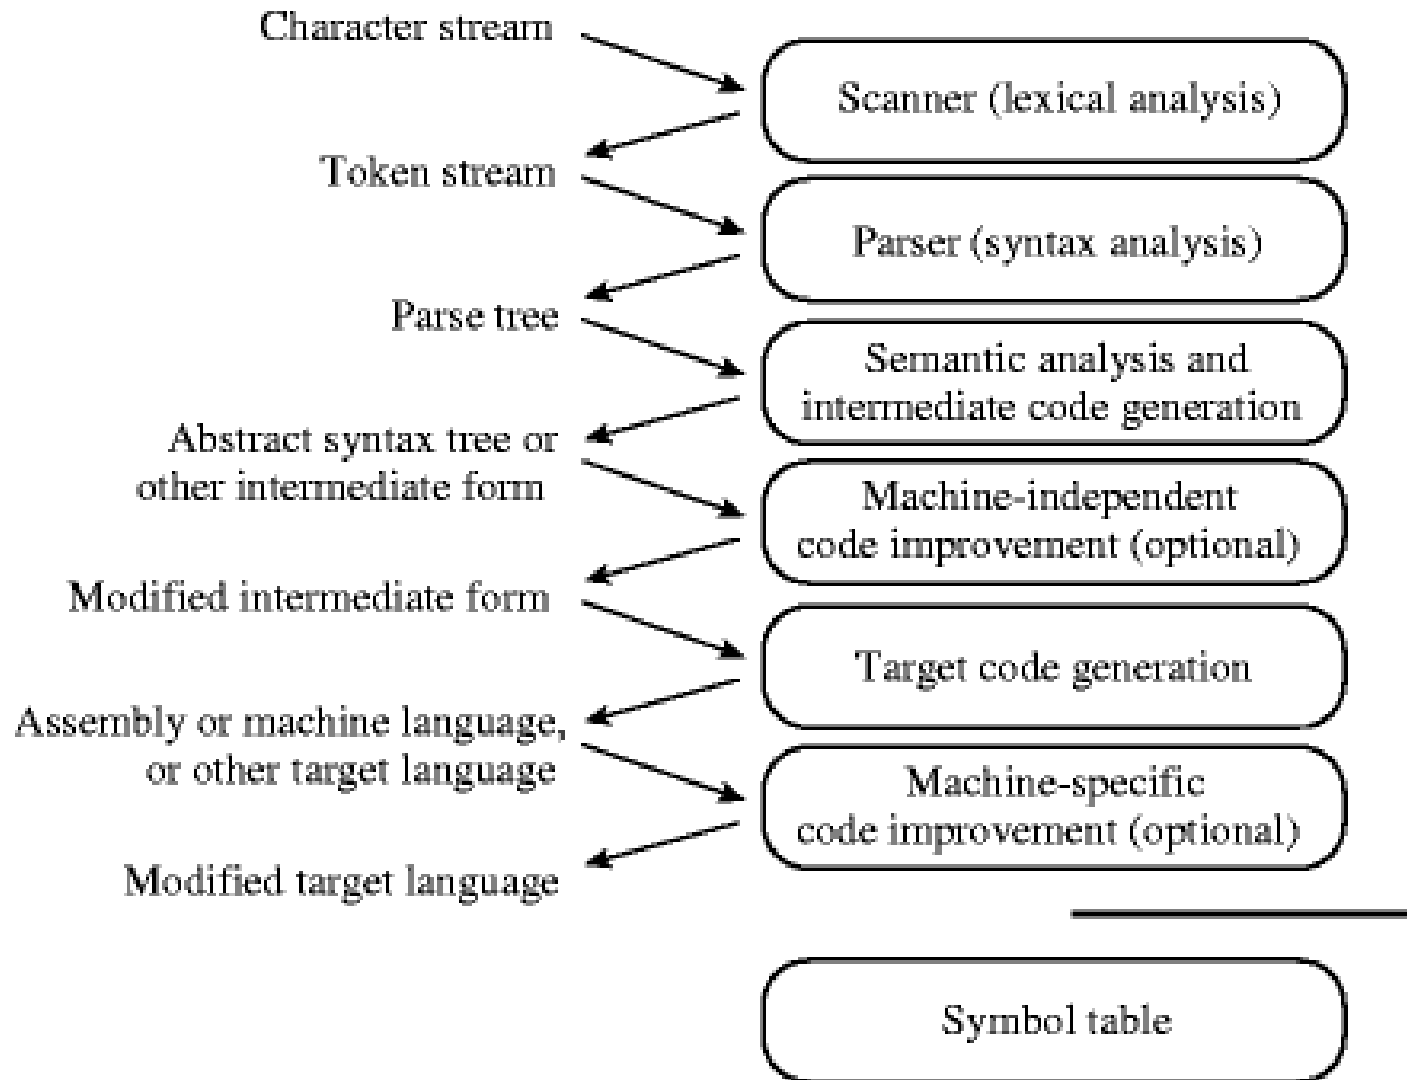 Character stream
Scanner (lexical analysis)
Token stream
Parser (syntax analysis)
Parse tree
Semantic analysis and
intermediate code generation
Abstract syntax tree or
other intermediate form
Machine-independent
code improvement (optional)
Modified intermediate form
Target code generation
Assembly or machine language,
or other target language
Machine-specific
code improvement (optional)
Modified target language
Symbol table